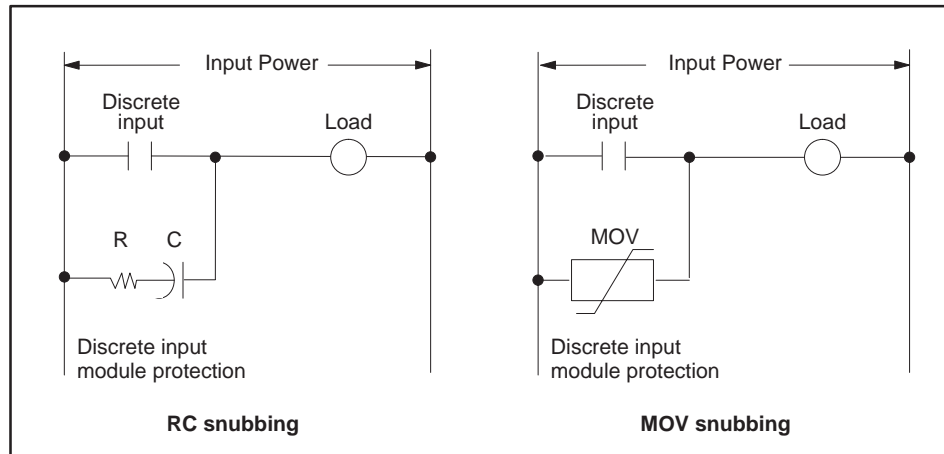 Input Power
Discrete
input
Load
R
C
Discrete input
module protection
RC snubbing
Input Power
Discrete
input
Load
MOV
Discrete input
module protection
MOV snubbing